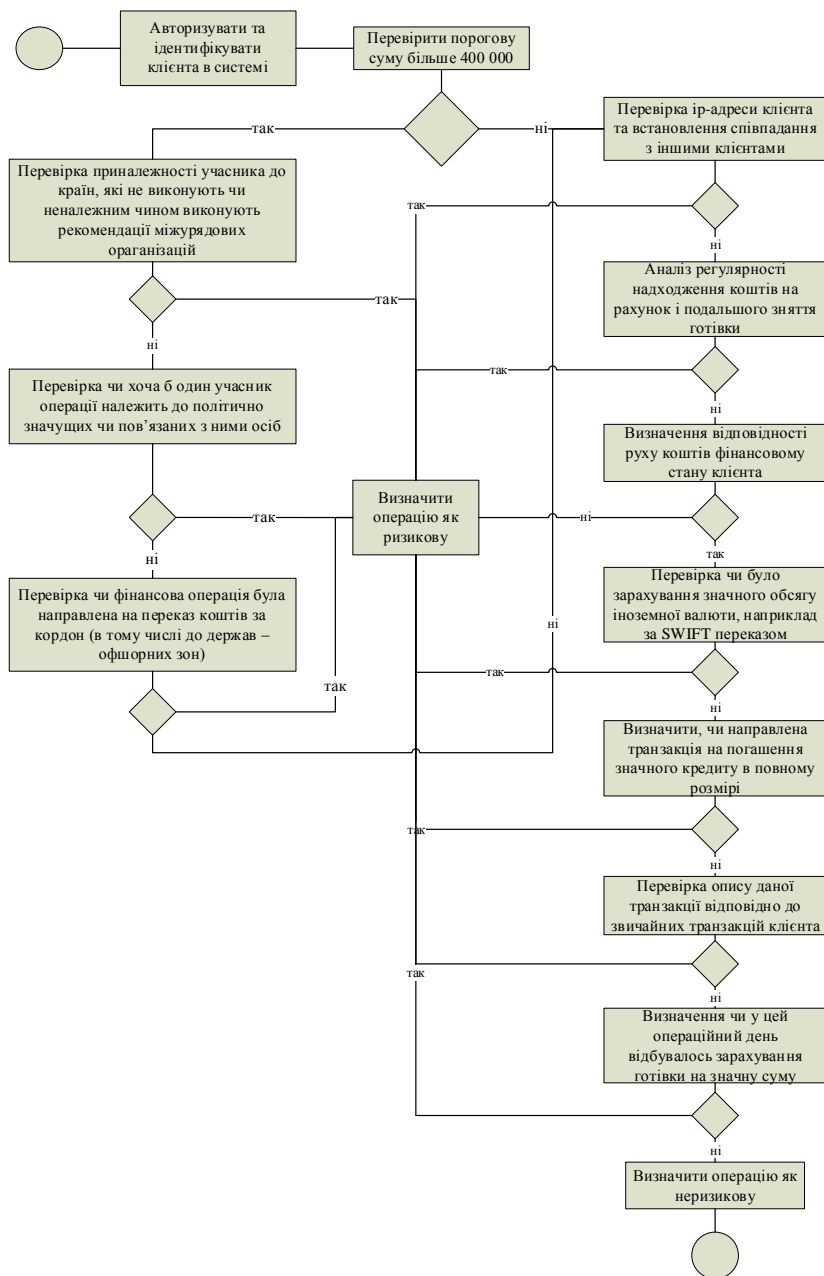 Авторизувати та
ідентифікувати
клієнта в системі
Перевірити порогову
суму більше 400 000
так
ні
Перевірка приналежності учасника до
країн, які не виконують чи
неналежним чином виконують
рекомендації міжурядових
ораганізацій
так
ні
Перевірка чи хоча б один учасник
операції належить до політично
значущих чи пов’язаних з ними осіб
так
ні
Перевірка чи фінансова операція була
направлена на переказ коштів за
кордон (в тому числі до держав –
офшорних зон)
так
ні
Визначити
операцію як
ризикову
Перевірка ір-адреси клієнта
та встановлення співпадання
з іншими клієнтами
так
ні
Аналіз регулярності
надходження коштів на
рахунок і подальшого зняття
готівки
так
ні
Визначення відповідності
руху коштів фінансовому
стану клієнта
ні
так
Перевірка чи було
зарахування значного обсягу
іноземної валюти, наприклад
за SWIFT переказом
так
ні
Визначити, чи направлена
транзакція на погашення
значного кредиту в повному
розмірі
так
ні
Перевірка опису даної
транзакції відповідно до
звичайних транзакцій клієнта
так
ні
Визначення чи у цей
операційний день
відбувалось зарахування
готівки на значну суму
ні
Визначити операцію як
неризикову